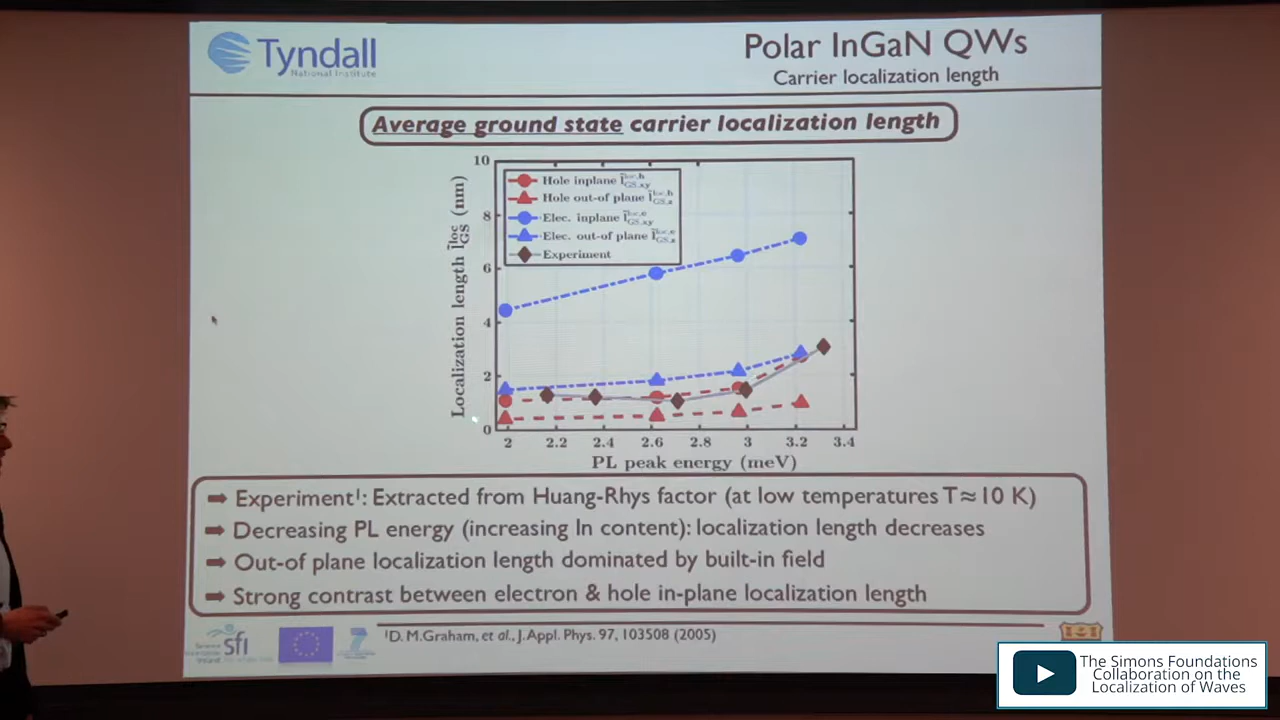 Tyndall
National Institute
Polar InGaN QWs
Carrier localization length
Average ground state carrier localization length
Localization length l̃ loc GS (nm)
10
8
6
4
2
0
Hole inplane
Hole out-of plane
Elec. inplane
Elec. out-of plane
Experiment
2 2.2 2.4 2.6 2.8 3 3.2 3.4
PL peak energy (meV)
➡ Experiment¹: Extracted from Huang-Rhys factor (at low temperatures T≈10 K)
➡ Decreasing PL energy (increasing In content): localization length decreases
➡ Out-of plane localization length dominated by built-in field
➡ Strong contrast between electron & hole in-plane localization length
sfi
¹D. M. Graham, et al., J. Appl. Phys. 97, 103508 (2005)
The Simons Foundations
Collaboration on the
Localization of Waves